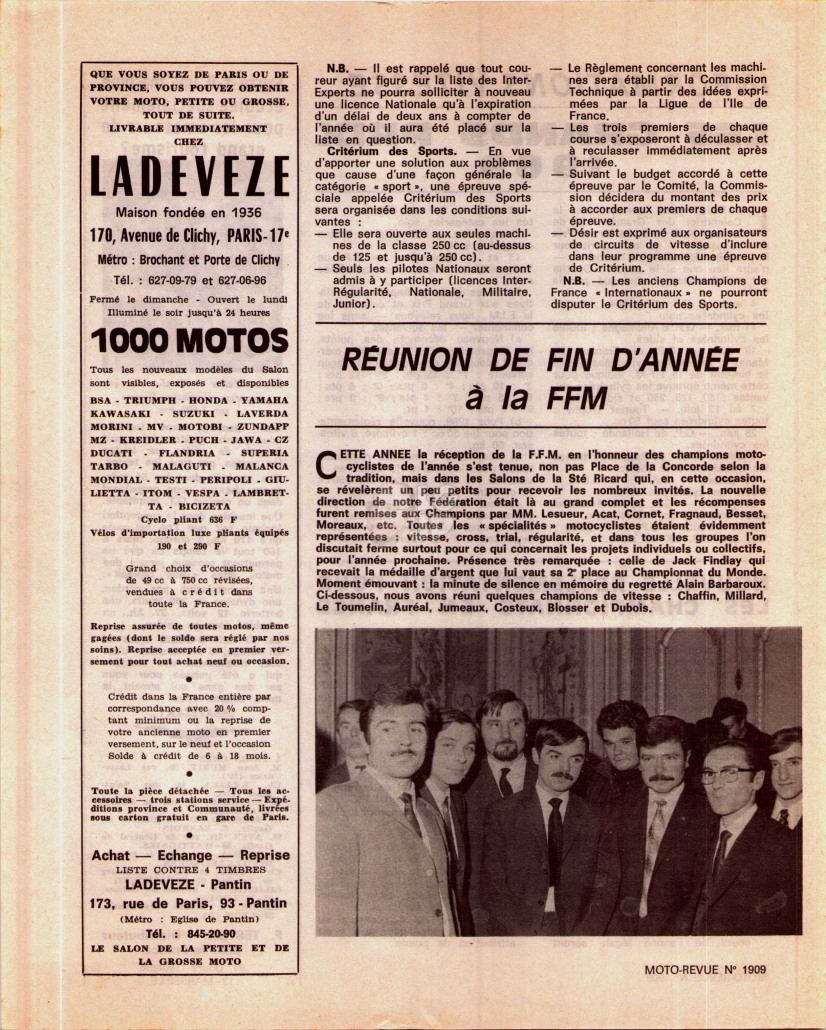 QUE VOUS SOYEZ DE PARIS OU DE
PROVINCE, VOUS POUVEZ OBTENIR
VOTRE MOTO, PETITE OU GROSSE,
TOUT DE SUITE.
LIVRABLE IMMEDIATEMENT
CHEZ
LADEVEZE
Maison fondée en 1936
170, Avenue de Clichy, PARIS-17e
Métro : Brochant et Porte de Clichy
Tél. : 627-09-79 et 627-06-96
Fermé le dimanche - Ouvert le lundi
Illuminé le soir jusqu'à 24 heures
1000 MOTOS
Tous les nouveaux modèles du Salon
sont visibles, exposés et disponibles
BSA - TRIUMPH - HONDA - YAMAHA
KAWASAKI - SUZUKI - LAVERDA
MORINI - MV - MOTOBI - ZUNDAPP
MZ - KREIDLER - PUCH - JAWA - CZ
DUCATI - FLANDRIA - SUPERIA
TARBO - MALAGUTI - MALANCA
MONDIAL - TESTI - PERIPOLI - GIU-
LIETTA - ITOM - VESPA - LAMBRET-
TA - BICIZETA
Cyclo pliant 636 F
Vélos d'importation luxe pliants équipés
190 et 290 F
Grand choix d'occasions
de 49 cc à 750 cc révisées,
vendues à crédit dans
toute la France.
Reprise assurée de toutes motos, même
gagées (dont le solde sera réglé par nos
soins). Reprise acceptée en premier ver-
sement pour tout achat neuf ou occasion.
●
Crédit dans la France entière par
correspondance avec 20 % comp-
tant minimum ou la reprise de
votre ancienne moto en premier
versement, sur le neuf et l'occasion
Solde à crédit de 6 à 18 mois.
●
Toute la pièce détachée — Tous les ac-
cessoires — trois stations service — Expé-
ditions province et Communauté, livrées
sous carton gratuit en gare de Paris.
●
Achat — Echange — Reprise
LISTE CONTRE 4 TIMBRES
LADEVEZE - Pantin
173, rue de Paris, 93 - Pantin
(Métro : Eglise de Pantin)
Tél. : 845-20-90
LE SALON DE LA PETITE ET DE
LA GROSSE MOTO
N.B. — Il est rappelé que tout cou-
reur ayant figuré sur la liste des Inter-
Experts ne pourra solliciter à nouveau
une licence Nationale qu'à l'expiration
d'un délai de deux ans à compter de
l'année où il aura été placé sur la
liste en question.
Critérium des Sports. — En vue
d'apporter une solution aux problèmes
que cause d'une façon générale la
catégorie « sport », une épreuve spé-
ciale appelée Critérium des Sports
sera organisée dans les conditions sui-
vantes :
— Elle sera ouverte aux seules machi-
nes de la classe 250 cc (au-dessus
de 125 et jusqu'à 250 cc).
— Seuls les pilotes Nationaux seront
admis à y participer (licences Inter-
Régularité, Nationale, Militaire,
Junior).
— Le Règlement concernant les machi-
nes sera établi par la Commission
Technique à partir des idées expri-
mées par la Ligue de l'Ile de
France.
— Les trois premiers de chaque
course s'exposeront à déculasser et
à reculasser immédiatement après
l'arrivée.
— Suivant le budget accordé à cette
épreuve par le Comité, la Commis-
sion décidera du montant des prix
à accorder aux premiers de chaque
épreuve.
— Désir est exprimé aux organisateurs
de circuits de vitesse d'inclure
dans leur programme une épreuve
de Critérium.
N.B. — Les anciens Champions de
France « Internationaux » ne pourront
disputer le Critérium des Sports.
RÉUNION DE FIN D'ANNÉE
à la FFM
CETTE ANNEE la réception de la F.F.M. en l'honneur des champions moto-
cyclistes de l'année s'est tenue, non pas Place de la Concorde selon la
tradition, mais dans les Salons de la Sté Ricard qui, en cette occasion,
se révelèrent un peu petits pour recevoir les nombreux invités. La nouvelle
direction de notre Fédération était là au grand complet et les récompenses
furent remises aux Champions par MM. Lesueur, Acat, Cornet, Fragnaud, Besset,
Moreaux, etc. Toutes les « spécialités » motocyclistes étaient évidemment
représentées : vitesse, cross, trial, régularité, et dans tous les groupes l'on
discutait ferme surtout pour ce qui concernait les projets individuels ou collectifs,
pour l'année prochaine. Présence très remarquée : celle de Jack Findlay qui
recevait la médaille d'argent que lui vaut sa 2e place au Championnat du Monde.
Moment émouvant : la minute de silence en mémoire du regretté Alain Barbaroux.
Ci-dessous, nous avons réuni quelques champions de vitesse : Chaffin, Millard,
Le Toumelin, Auréal, Jumeaux, Costeux, Blosser et Dubois.
MOTO-REVUE N° 1909